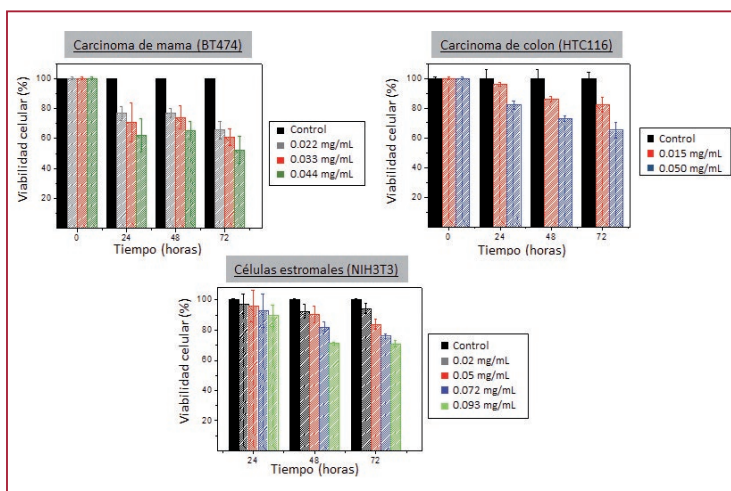 Carcinoma de mama (BT474)
Viabilidad celular (%)
100
80
60
40
20
0
24
48
72
Tiempo (horas)
Control
0.022 mg/mL
0.033 mg/mL
0.044 mg/mL
Carcinoma de colon (HTC116)
Viabilidad celular (%)
100
80
60
40
20
0
24
48
72
Tiempo (horas)
Control
0.015 mg/mL
0.050 mg/mL
Células estromales (NIH3T3)
Viabilidad celular (%)
100
80
60
40
20
24
48
72
Tiempo (horas)
Control
0.02 mg/mL
0.05 mg/mL
0.072 mg/mL
0.093 mg/mL